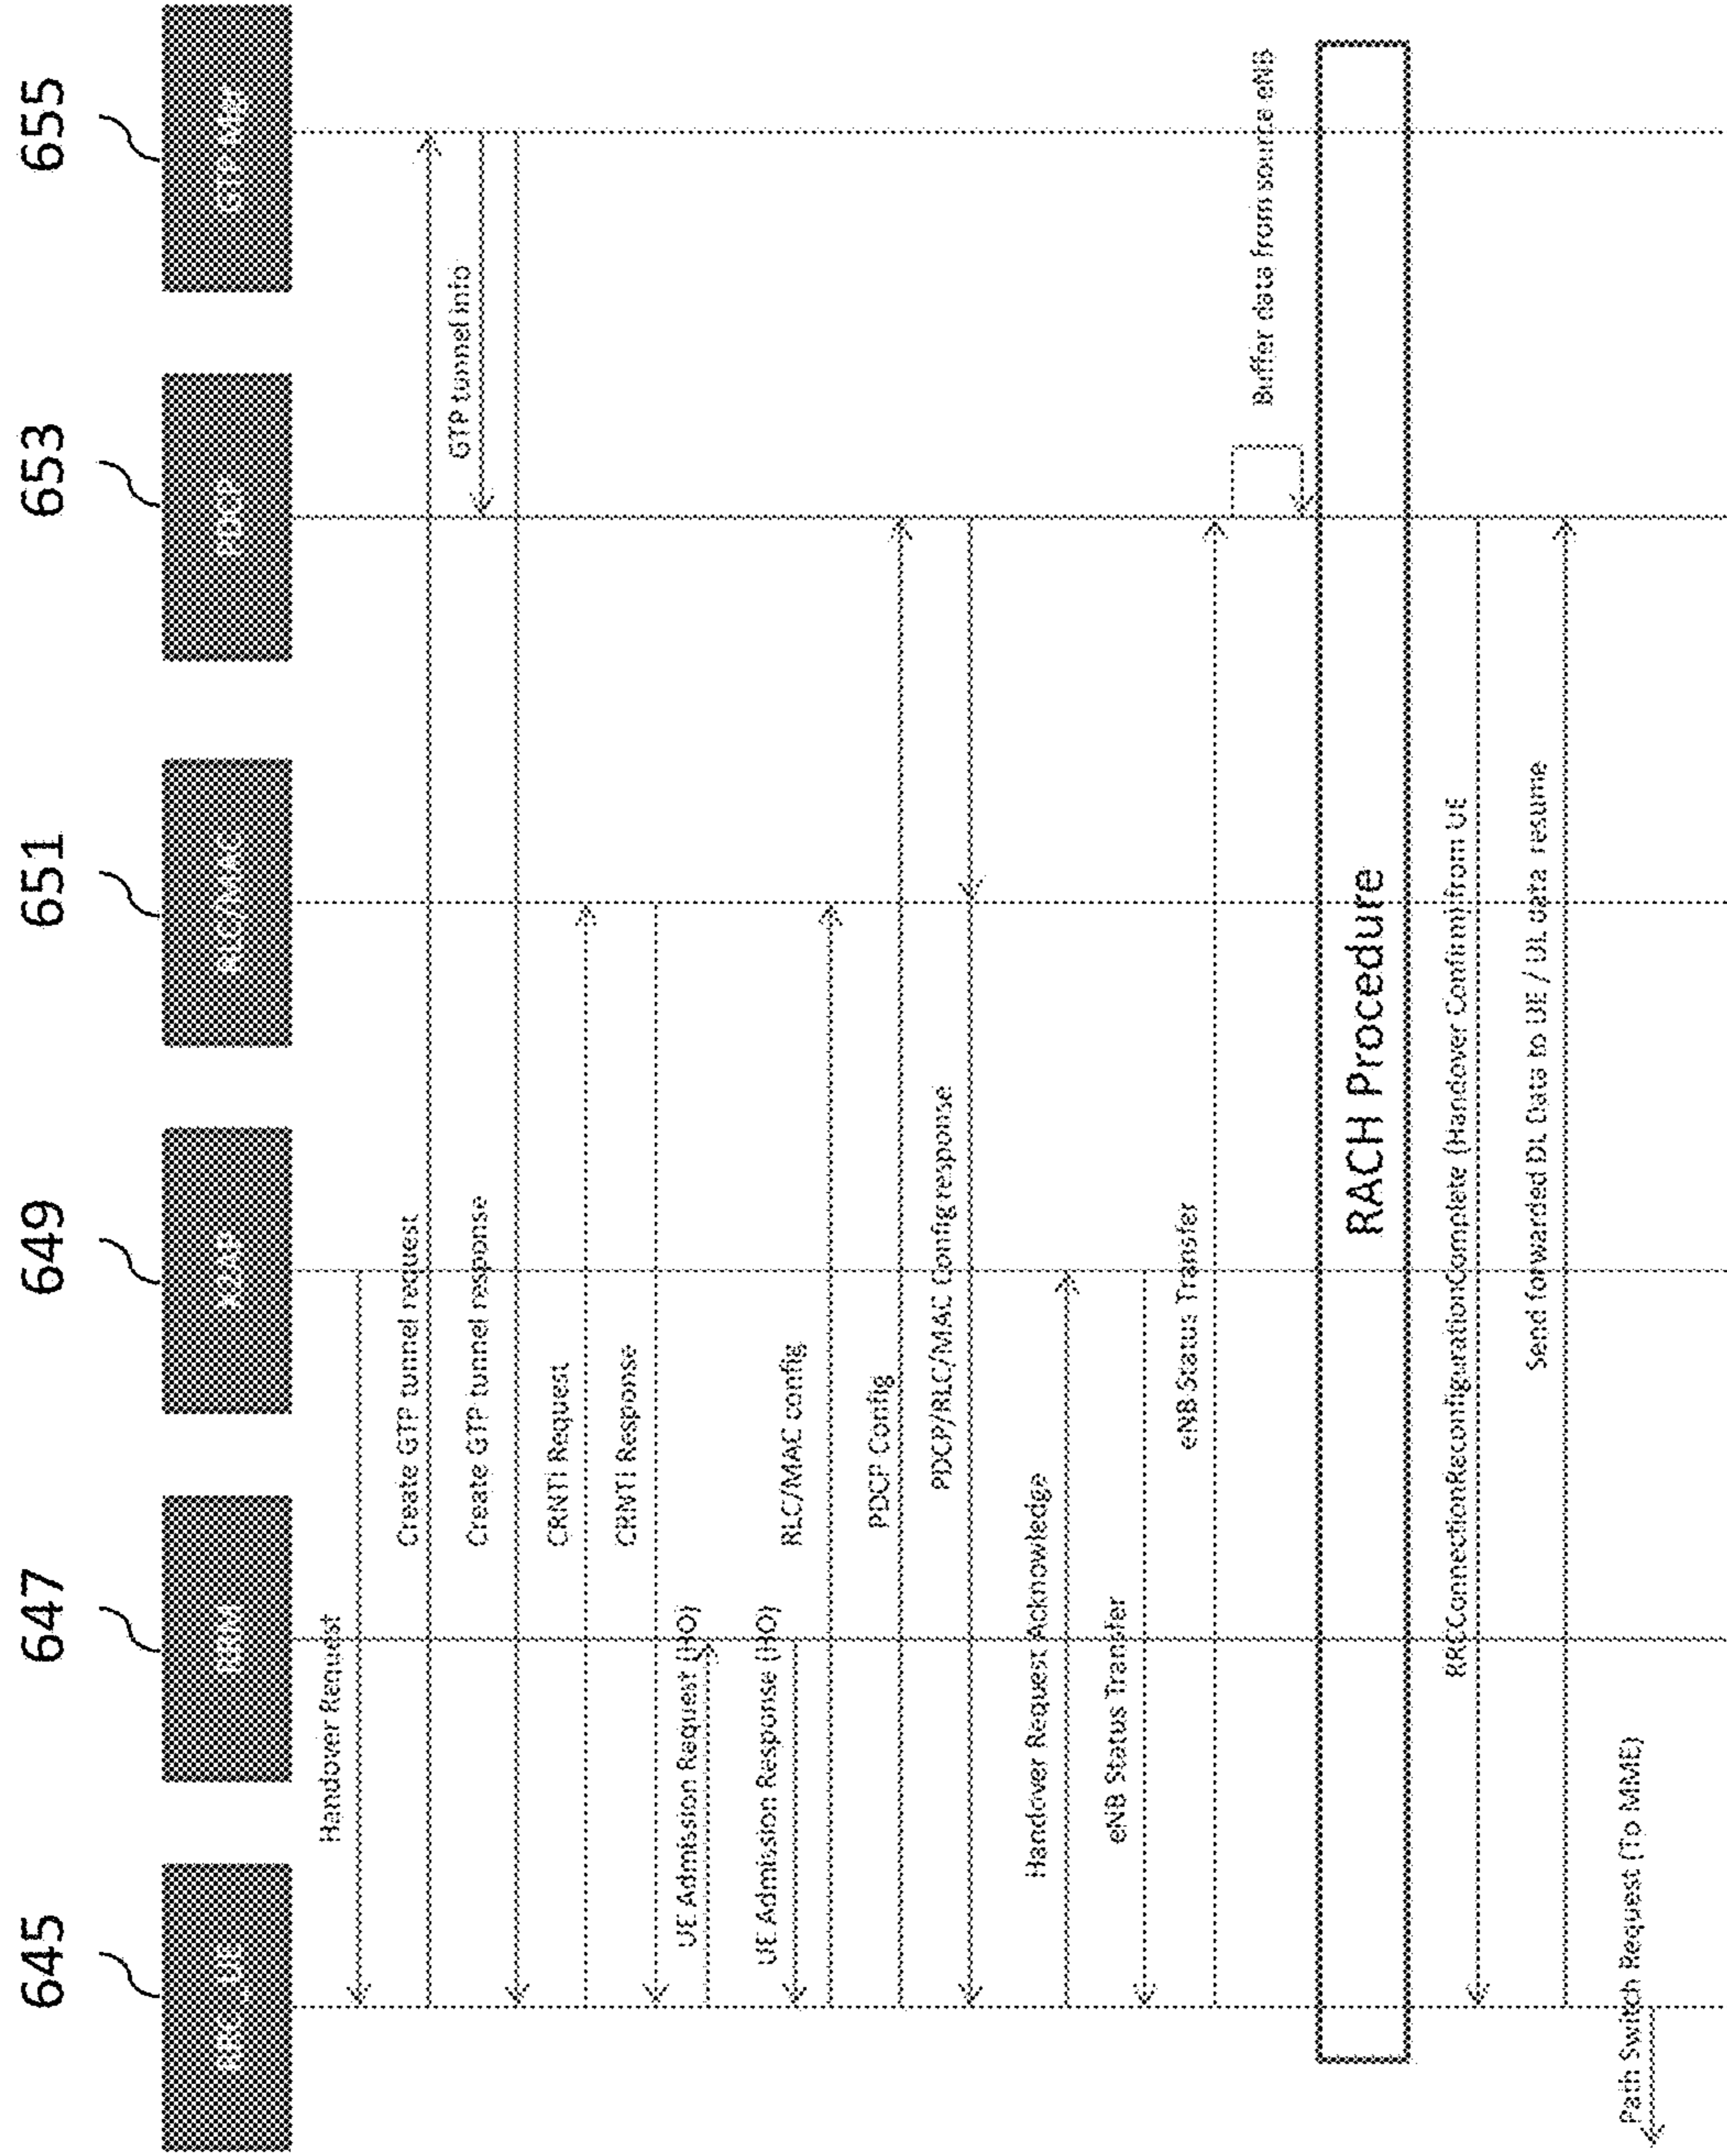 645
647
649
651
653
655
RRM
PDCP
Handover Request
Create GTP tunnel request
GTP tunnel info
Create GTP tunnel response
CRNTI Request
CRNTI Response
UE Admission Request (HO)
UE Admission Response (HO)
RLC/MAC config
PDCP Config
PDCP/RLC/MAC Config response
Handover Request Acknowledge
eNB Status Transfer
eNB Status Transfer
Buffer data from source eNB
RACH Procedure
RRCConnectionReconfigurationComplete (Handover Confirm) from UE
Send forwarded DL Data to UE / UL data resume
Path Switch Request (To MME)